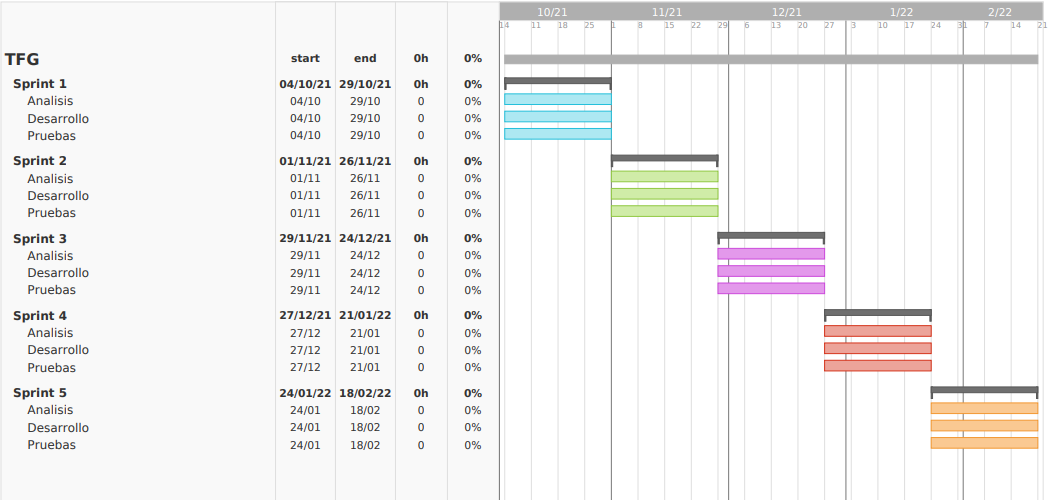 10/21 11/21 12/21 1/22 2/22
14 11 18 25 1 8 15 22 29 6 13 20 27 3 10 17 24 31 7 14 21
TFG start end 0h 0%
Sprint 1 04/10/21 29/10/21 0h 0%
Analisis 04/10 29/10 0 0%
Desarrollo 04/10 29/10 0 0%
Pruebas 04/10 29/10 0 0%
Sprint 2 01/11/21 26/11/21 0h 0%
Analisis 01/11 26/11 0 0%
Desarrollo 01/11 26/11 0 0%
Pruebas 01/11 26/11 0 0%
Sprint 3 29/11/21 24/12/21 0h 0%
Analisis 29/11 24/12 0 0%
Desarrollo 29/11 24/12 0 0%
Pruebas 29/11 24/12 0 0%
Sprint 4 27/12/21 21/01/22 0h 0%
Analisis 27/12 21/01 0 0%
Desarrollo 27/12 21/01 0 0%
Pruebas 27/12 21/01 0 0%
Sprint 5 24/01/22 18/02/22 0h 0%
Analisis 24/01 18/02 0 0%
Desarrollo 24/01 18/02 0 0%
Pruebas 24/01 18/02 0 0%